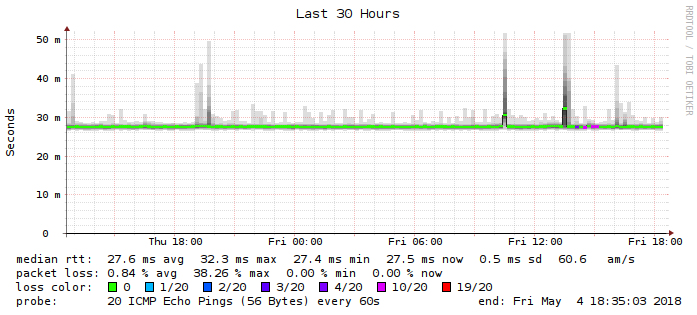 Last 30 Hours
RRDTOOL / TOBI OETIKER
Seconds
50 m
40 m
30 m
20 m
10 m
0
Thu 18:00 Fri 00:00 Fri 06:00 Fri 12:00 Fri 18:00
median rtt: 27.6 ms avg 32.3 ms max 27.4 ms min 27.5 ms now 0.5 ms sd 60.6 am/s
packet loss: 0.84 % avg 38.26 % max 0.00 % min 0.00 % now
loss color: 0 1/20 2/20 3/20 4/20 10/20 19/20
probe: 20 ICMP Echo Pings (56 Bytes) every 60s end: Fri May 4 18:35:03 2018